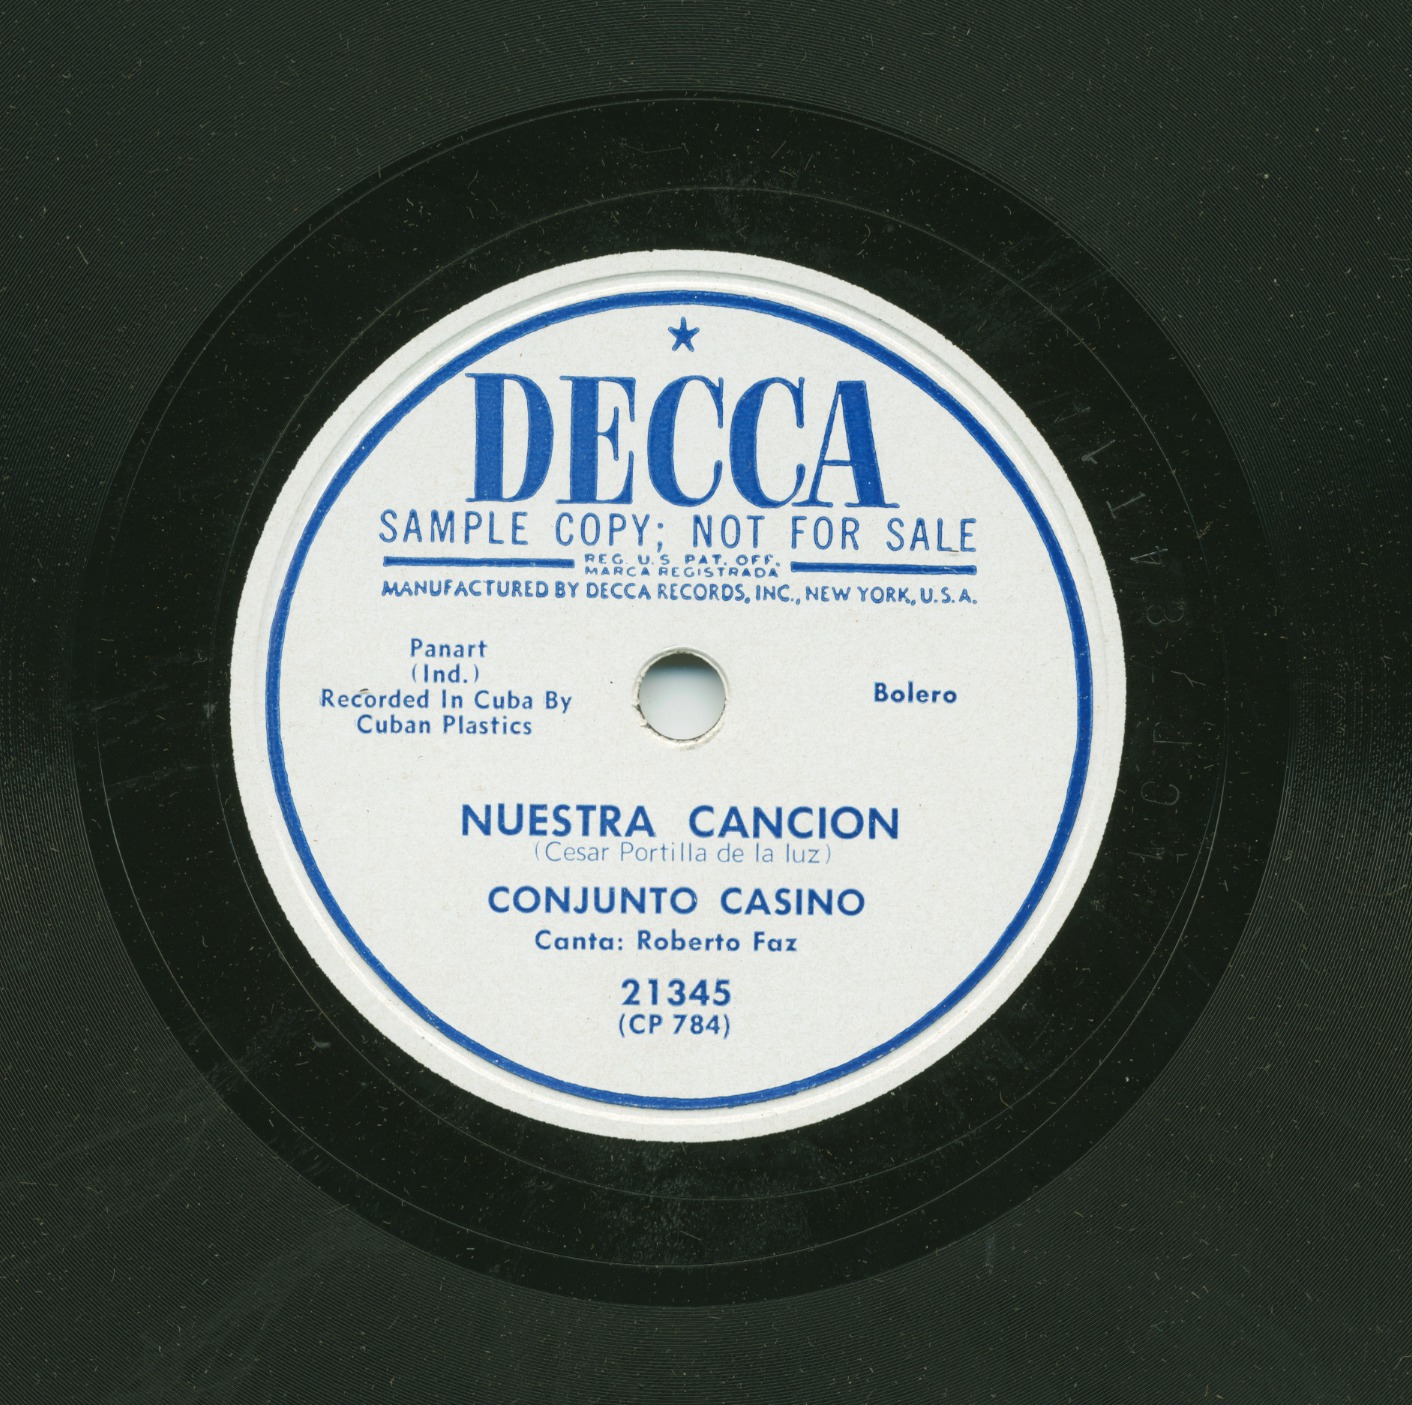 DECCA
SAMPLE COPY; NOT FOR SALE
REG. U.S. PAT. OFF.
MARCA REGISTRADA
MANUFACTURED BY DECCA RECORDS, INC., NEW YORK, U.S.A.
Panart
(Ind.)
Recorded In Cuba By
Cuban Plastics
Bolero
NUESTRA CANCION
(Cesar Portilla de la luz)
CONJUNTO CASINO
Canta: Roberto Faz
21345
(CP 784)